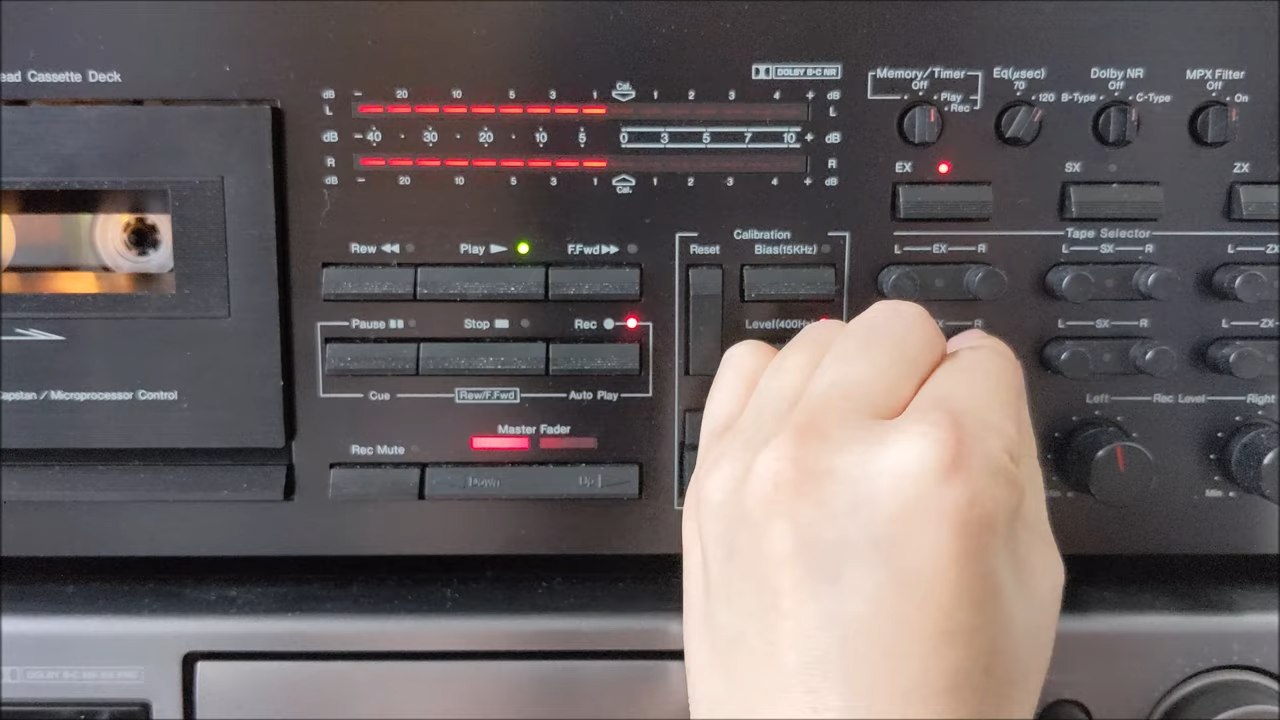 ead Cassette Deck
DOLBY B·C NR
dB 20 10 5 3 1 Cal. 1 2 3 4 + dB
L L
dB −40 · 30 · 20 · 10 · 5 0 3 5 7 10 + dB
R R
dB 20 10 5 3 1 Cal. 1 2 3 4 + dB
Memory/Timer
Off
Play
Rec
Eq(µsec)
70
120
Dolby NR
Off
B-Type C-Type
MPX Filter
Off
On
EX SX ZX
Tape Selector
L EX R L SX R L Z
R L SX R L ZX
Left Rec Level Right
Min
Rew Play F.Fwd
Pause Stop Rec
Cue Rew/F.Fwd Auto Play
Master Fader
Rec Mute
Down Up
Calibration
Reset Bias(15KHz)
Level(400Hz
apstan / Microprocessor Control